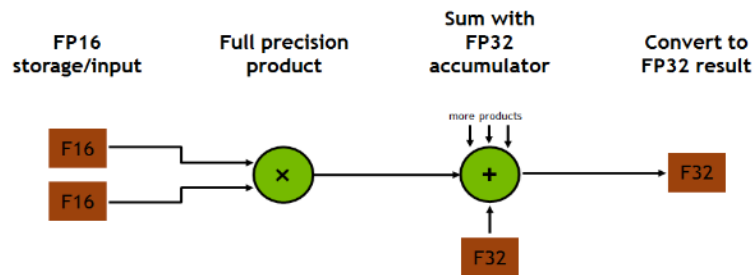 FP16
storage/input
Full precision
product
Sum with
FP32
accumulator
Convert to
FP32 result
more products
F16
F16
×
+
F32
F32